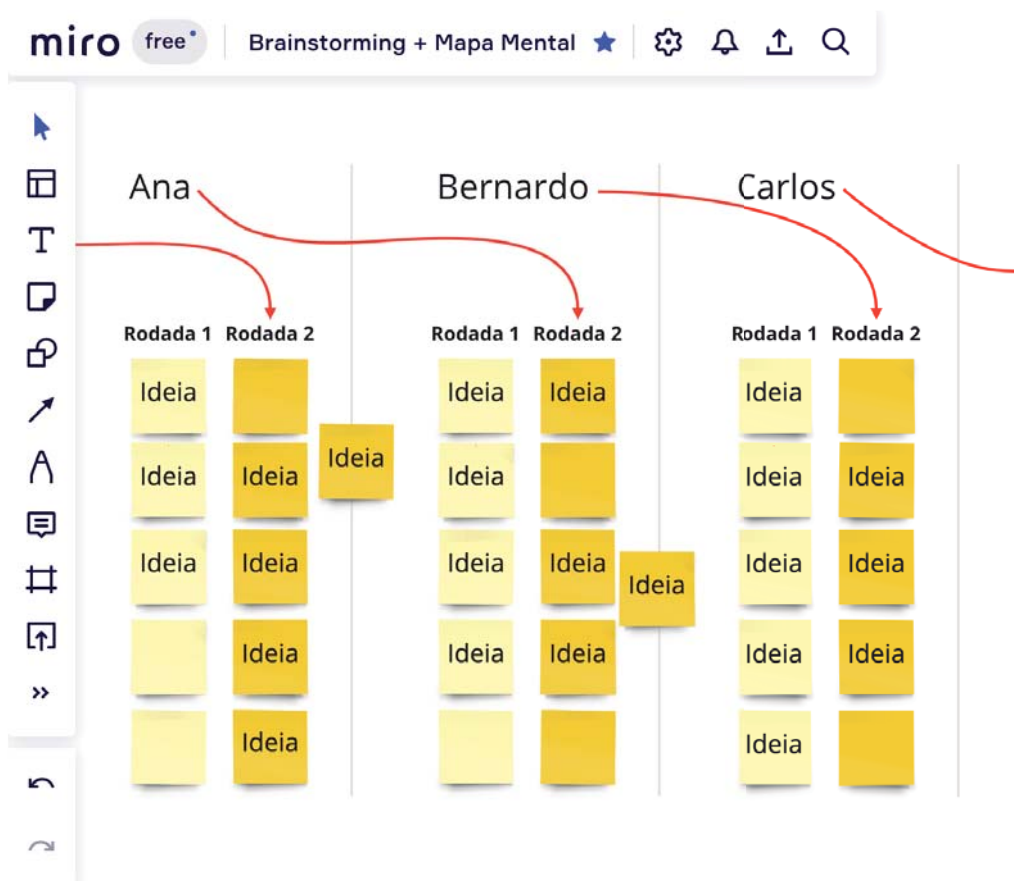 miro free Brainstorming + Mapa Mental
Ana Bernardo Carlos
Rodada 1 Rodada 2 Rodada 1 Rodada 2 Rodada 1 Rodada 2
Ideia Ideia Ideia Ideia
Ideia
Ideia Ideia Ideia Ideia Ideia
Ideia Ideia Ideia Ideia Ideia Ideia
Ideia
Ideia Ideia Ideia Ideia Ideia
Ideia Ideia